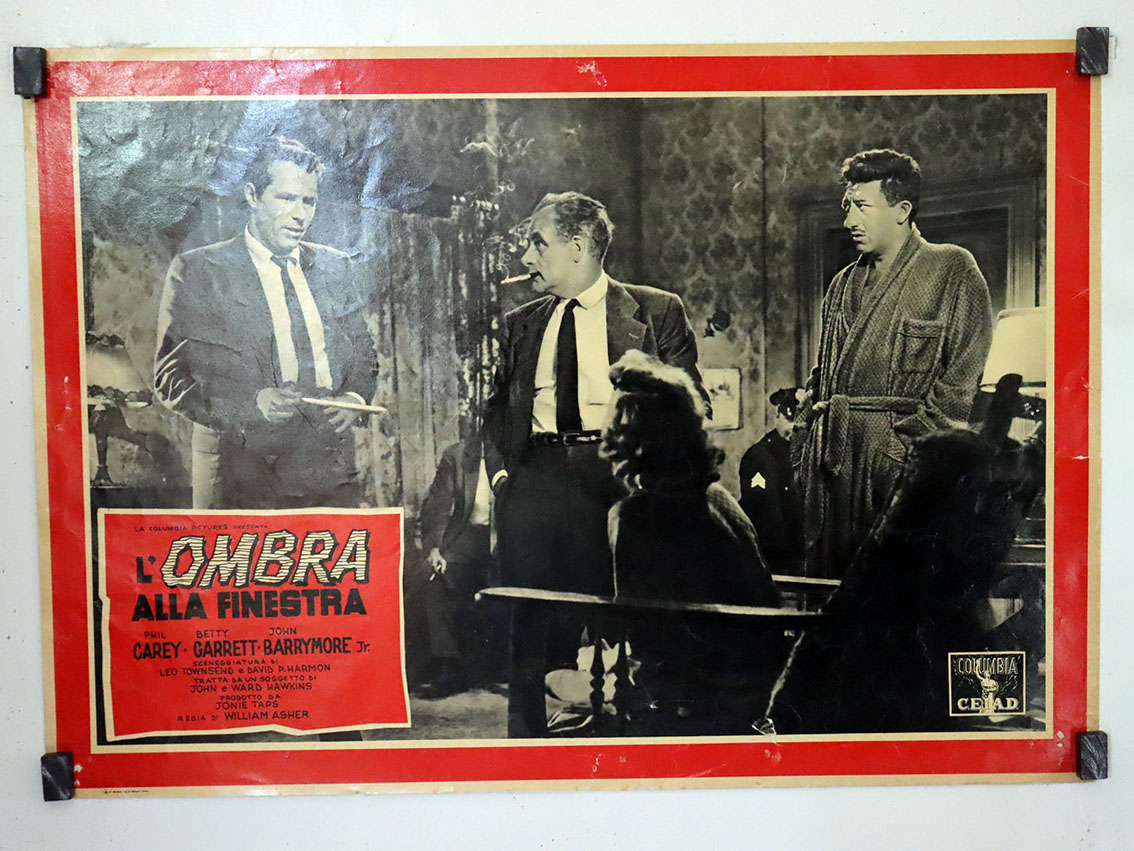 LA COLUMBIA PICTURES PRESENTA
L'OMBRA
ALLA FINESTRA
PHIL BETTY JOHN
CAREY · GARRETT · BARRYMORE Jr.
SCENEGGIATURA DI
LEO TOWNSEND e DAVID P. HARMON
TRATTA DA UN SOGGETTO DI
JOHN e WARD HAWKINS
PRODOTTO DA
JONIE TAPS
REGIA DI WILLIAM ASHER
COLUMBIA
C.E.I.A.D.